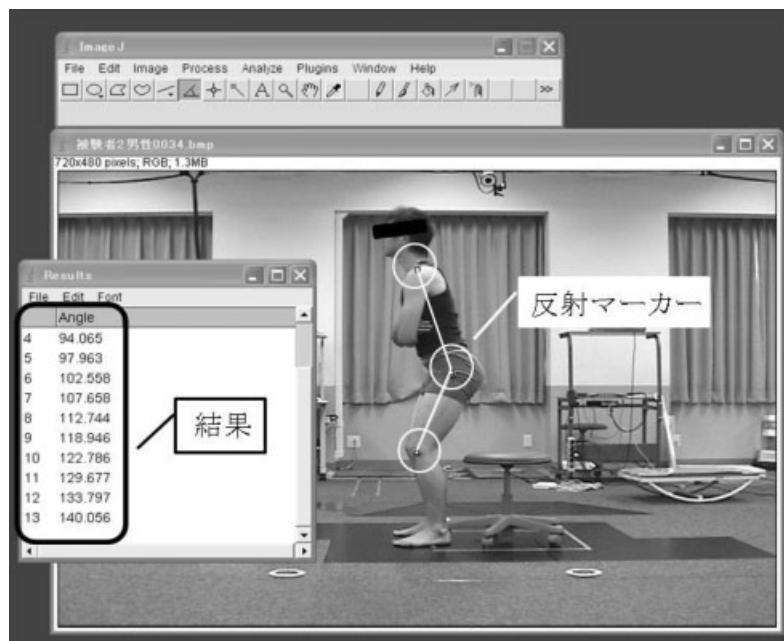 ImageJ
File Edit Image Process Analyze Plugins Window Help
A
>>
被験者2男性0034.bmp
720x480 pixels; RGB; 1.3MB
Results
File Edit Font
Angle
4 94.065
5 97.963
6 102.558
7 107.658
8 112.744
9 118.946
10 122.786
11 129.677
12 133.797
13 140.056
反射マーカー
結果